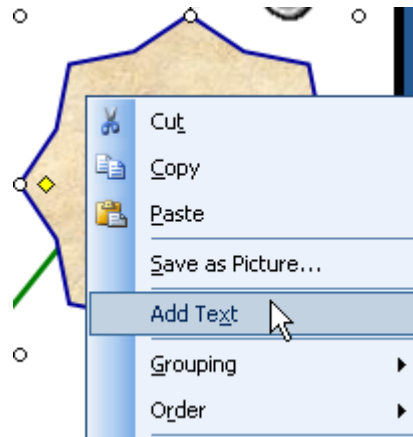 Cut
Copy
Paste
Save as Picture...
Add Text
Grouping
Order